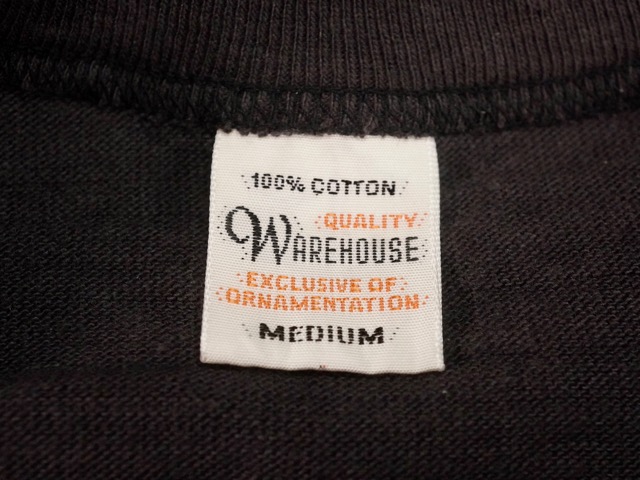 100% COTTON
QUALITY
WAREHOUSE
EXCLUSIVE OF
ORNAMENTATION
MEDIUM